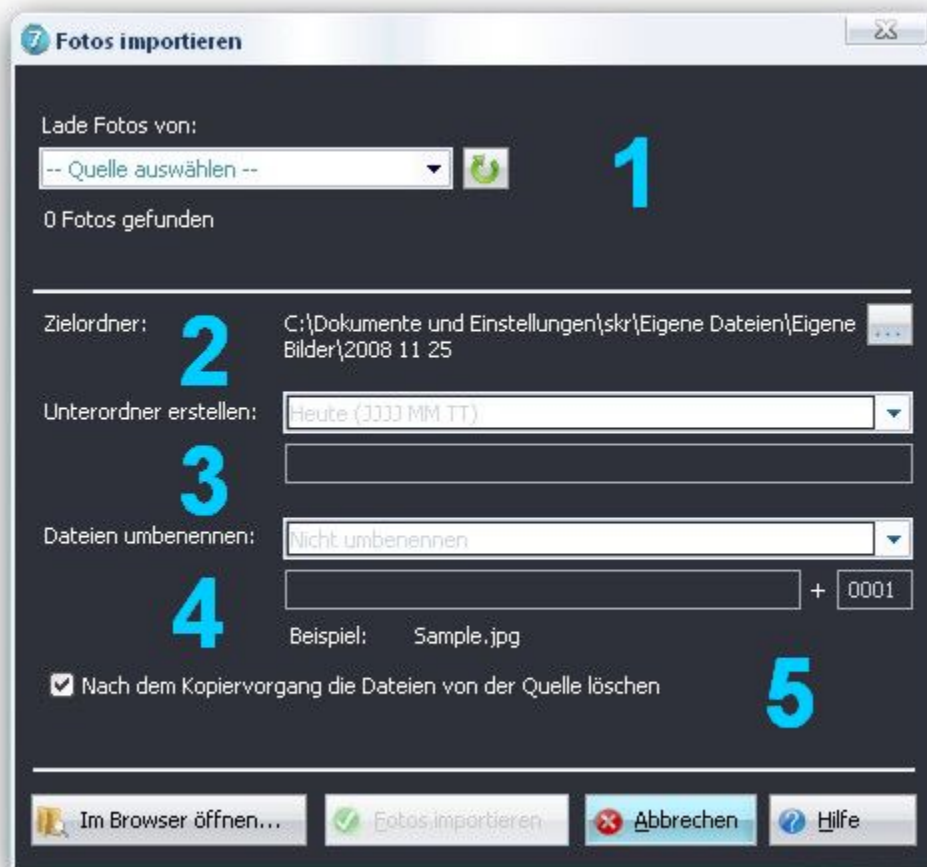 7 Fotos importieren
Lade Fotos von:
-- Quelle auswählen --
1
0 Fotos gefunden
Zielordner:
2
C:\Dokumente und Einstellungen\skr\Eigene Dateien\Eigene
Bilder\2008 11 25
...
Unterordner erstellen:
Heute (JJJJ MM TT)
3
Dateien umbenennen:
Nicht umbenennen
4
+ 0001
Beispiel: Sample.jpg
Nach dem Kopiervorgang die Dateien von der Quelle löschen
5
Im Browser öffnen...
Fotos importieren
Abbrechen
? Hilfe